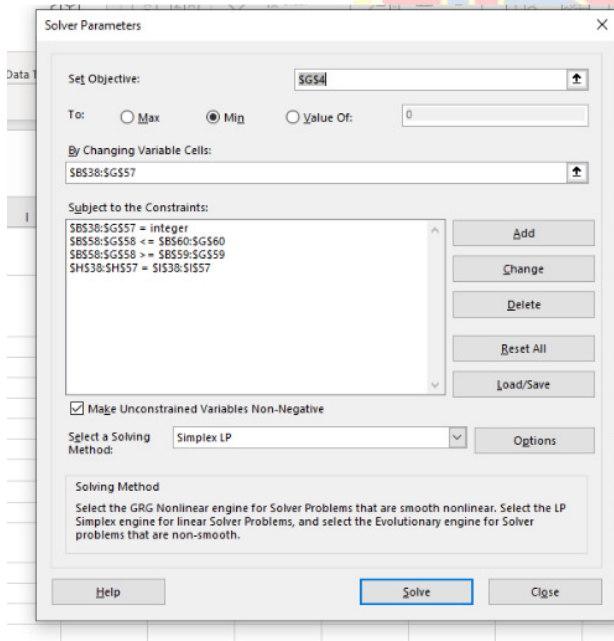 Solver Parameters
Data T
Set Objective:
$G$4
To:
Max
Min
Value Of:
0
By Changing Variable Cells:
$B$38:$G$57
I
Subject to the Constraints:
$B$38:$G$57 = integer
$B$58:$G$58 <= $B$60:$G$60
$B$58:$G$58 >= $B$59:$G$59
$H$38:$H$57 = $I$38:$I$57
Add
Change
Delete
Reset All
Load/Save
Make Unconstrained Variables Non-Negative
Select a Solving
Method:
Simplex LP
Options
Solving Method
Select the GRG Nonlinear engine for Solver Problems that are smooth nonlinear. Select the LP
Simplex engine for linear Solver Problems, and select the Evolutionary engine for Solver
problems that are non-smooth.
Help
Solve
Close